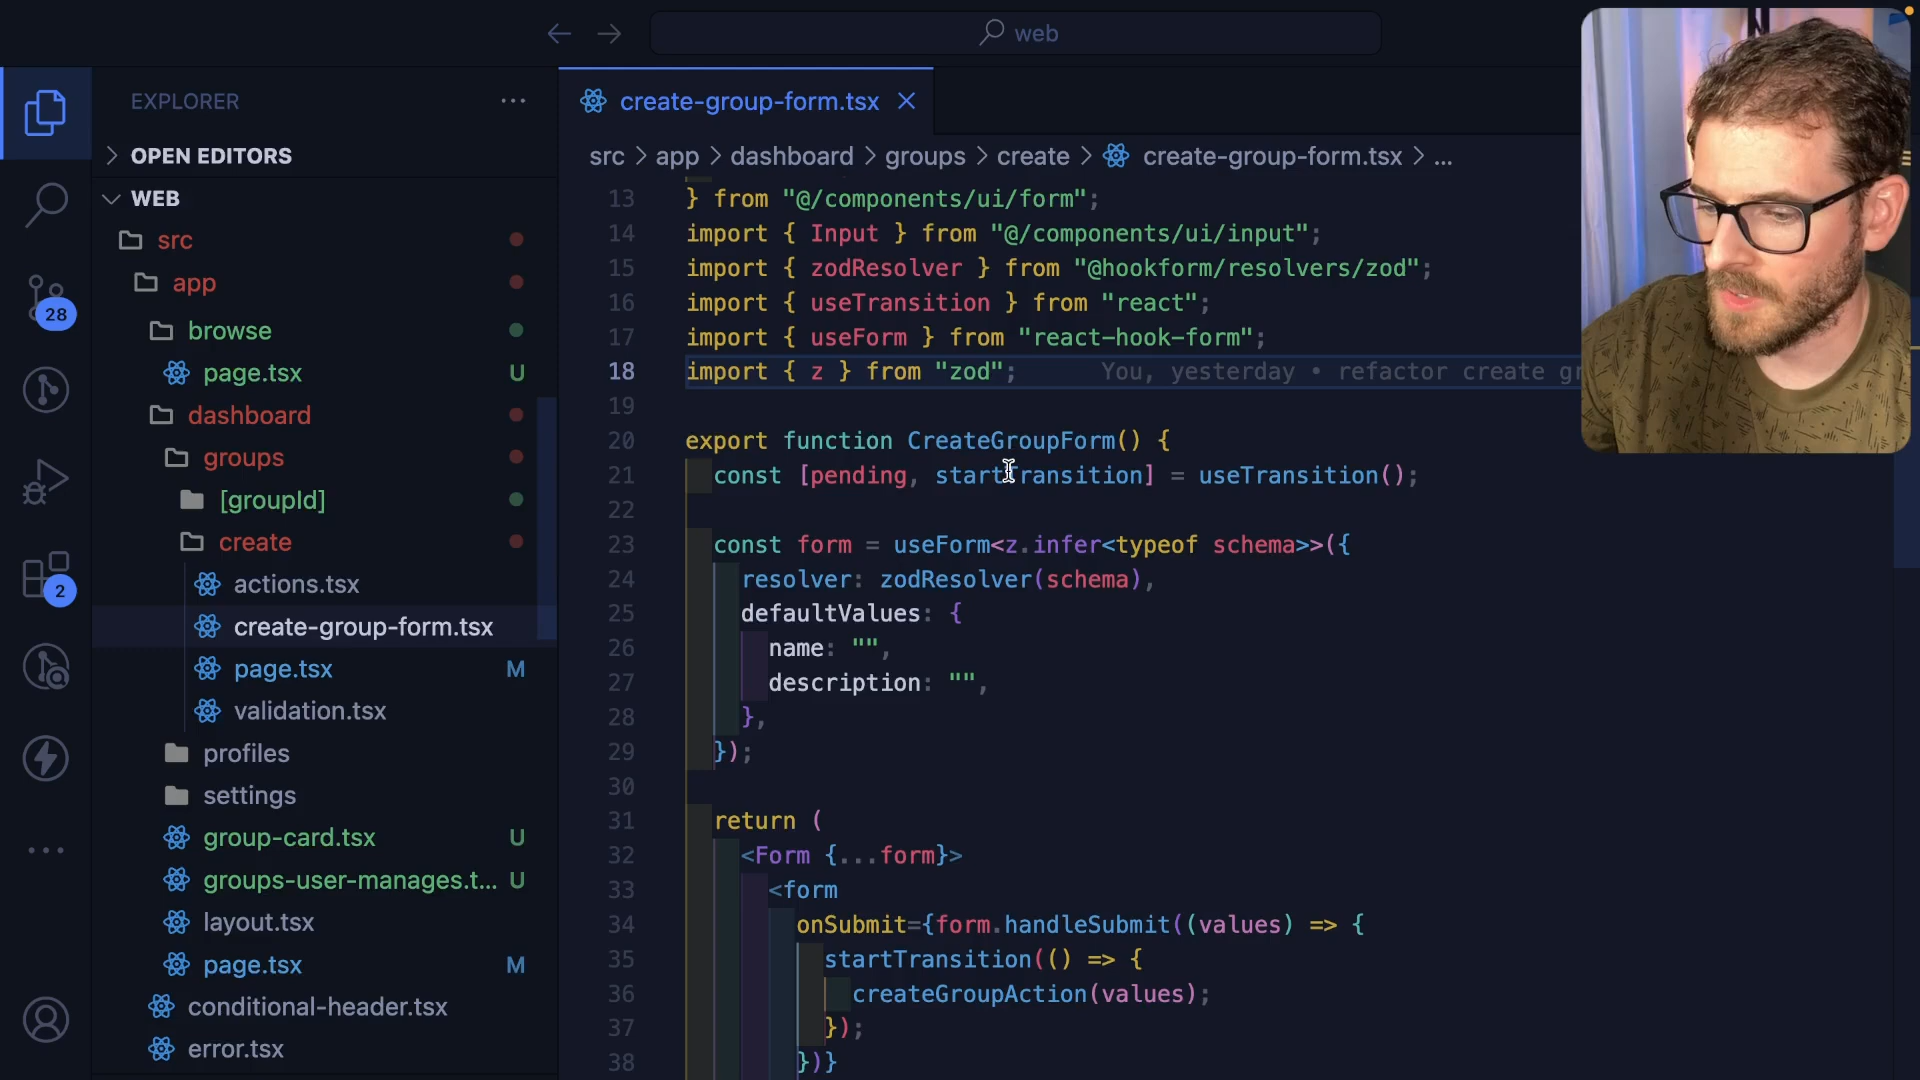 web
EXPLORER
create-group-form.tsx
OPEN EDITORS
src > app > dashboard > groups > create > create-group-form.tsx > ...
WEB
src
app
browse
page.tsx U
dashboard
groups
[groupId]
create
actions.tsx
create-group-form.tsx
page.tsx M
validation.tsx
profiles
settings
group-card.tsx U
groups-user-manages.t... U
layout.tsx
page.tsx M
conditional-header.tsx
error.tsx
28
2
13 } from "@/components/ui/form";
14 import { Input } from "@/components/ui/input";
15 import { zodResolver } from "@hookform/resolvers/zod";
16 import { useTransition } from "react";
17 import { useForm } from "react-hook-form";
18 import { z } from "zod"; You, yesterday • refactor create gr
19
20 export function CreateGroupForm() {
21 const [pending, startTransition] = useTransition();
22
23 const form = useForm<z.infer<typeof schema>>({
24 resolver: zodResolver(schema),
25 defaultValues: {
26 name: "",
27 description: "",
28 },
29 });
30
31 return (
32 <Form {...form}>
33 <form
34 onSubmit={form.handleSubmit((values) => {
35 startTransition(() => {
36 createGroupAction(values);
37 });
38 })}